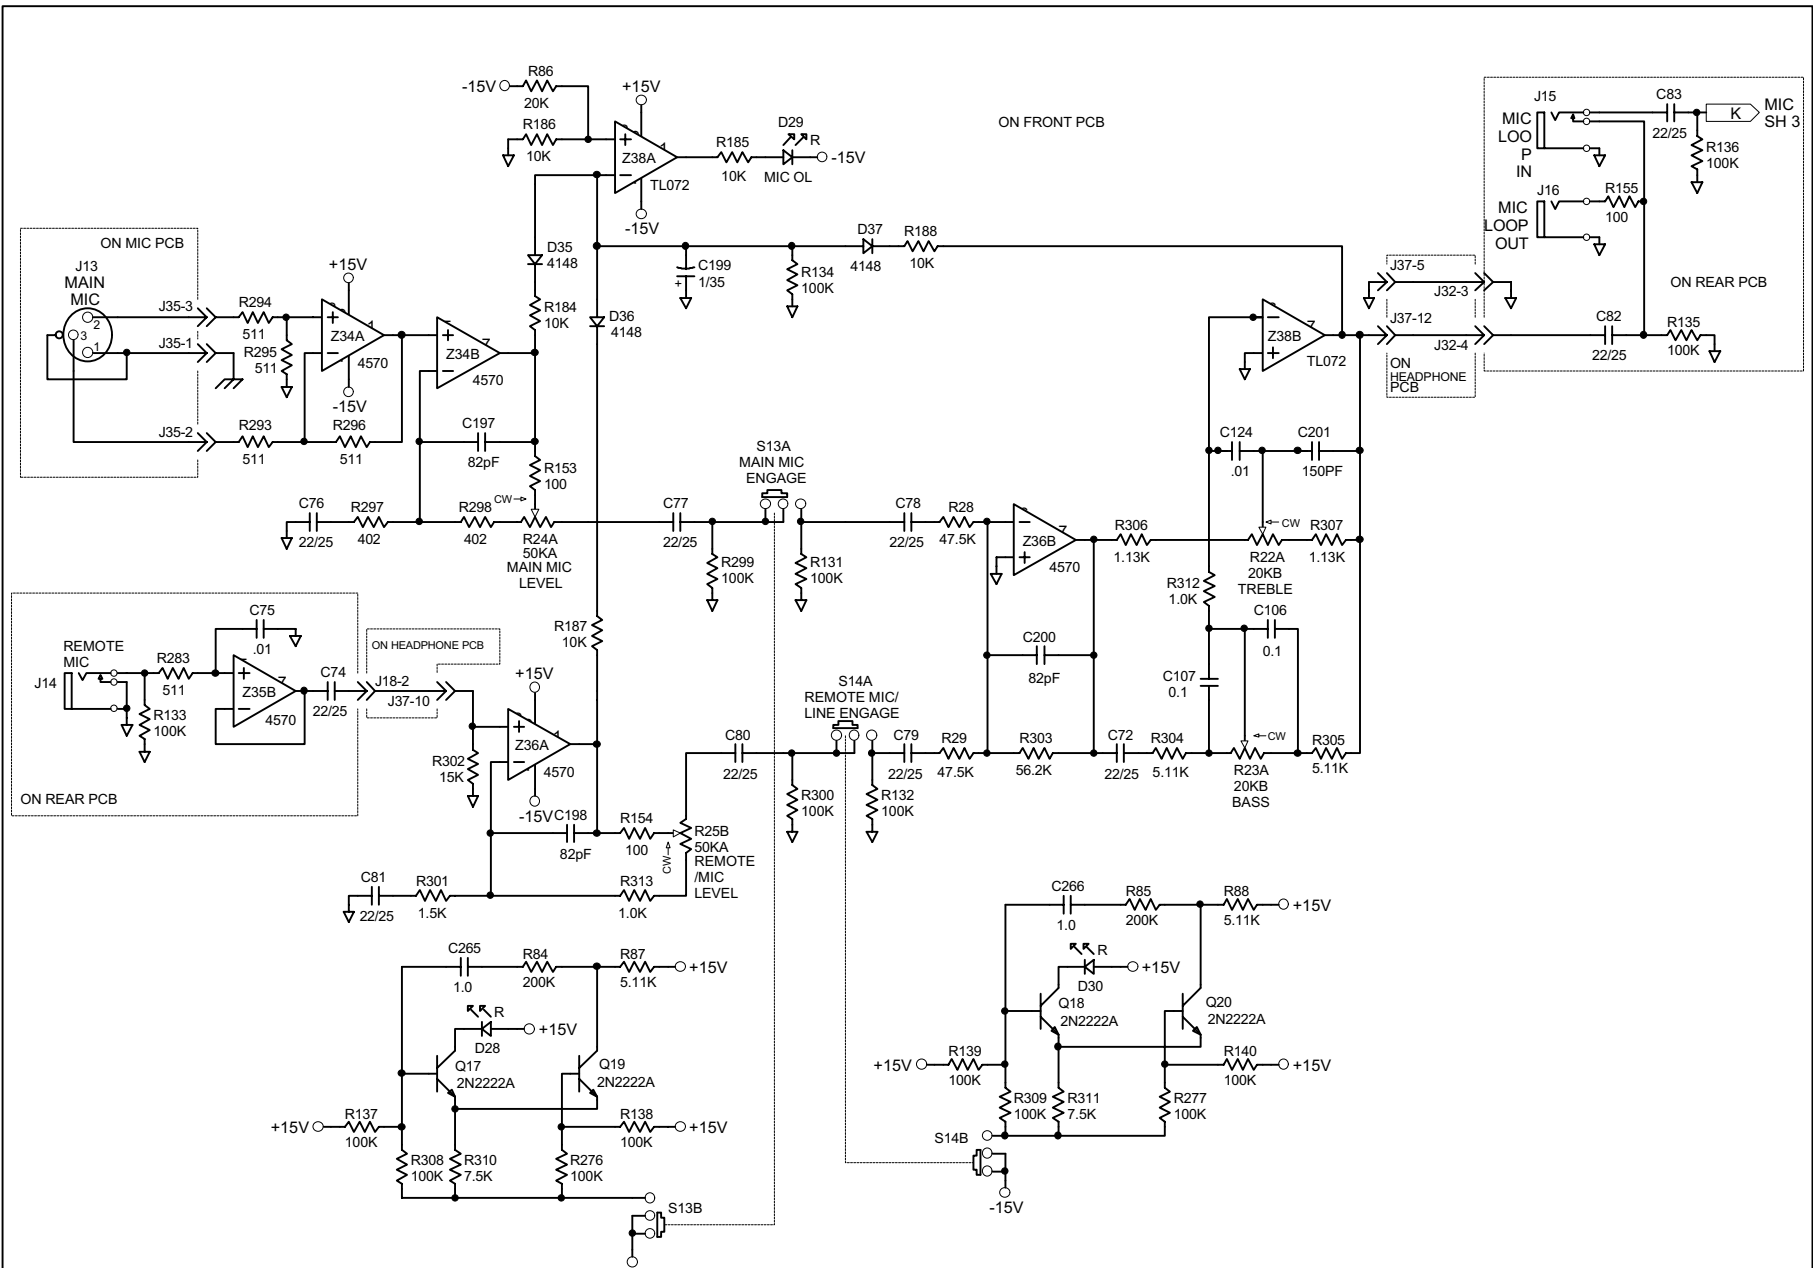 R86
-15V
20K
+15V
R186
10K
+
-
1
Z38A
TL072
-15V
R185
10K
D29
R
-15V
MIC OL
ON FRONT PCB
J15
MIC
LOO
P
IN
C83
22/25
K
MIC
SH 3
R136
100K
J16
MIC
LOOP
OUT
R155
100
ON REAR PCB
ON MIC PCB
J13
MAIN
MIC
2
3
1
J35-3
J35-1
J35-2
R294
511
R295
511
+15V
+
-
1
Z34A
4570
-15V
R293
511
R296
511
+
-
7
Z34B
4570
D35
4148
R184
10K
D36
4148
C199
1/35
+
R134
100K
D37
4148
R188
10K
J37-5
J32-3
J37-12
J32-4
ON
HEADPHONE
PCB
C82
22/25
R135
100K
-
+
7
Z38B
TL072
C197
82pF
R153
100
CW
C76
22/25
R297
402
R298
402
R24A
50KA
MAIN MIC
LEVEL
C77
22/25
R299
100K
S13A
MAIN MIC
ENGAGE
R131
100K
C78
22/25
R28
47.5K
-
+
7
Z36B
4570
R306
1.13K
C124
.01
C201
150PF
CW
R22A
20KB
TREBLE
R307
1.13K
R312
1.0K
C106
0.1
C107
0.1
C200
82pF
REMOTE
MIC
J14
R133
100K
R283
511
C75
.01
+
-
7
Z35B
4570
C74
22/25
ON REAR PCB
ON HEADPHONE PCB
J18-2
J37-10
R187
10K
+15V
+
-
1
Z36A
4570
-15V
R302
15K
C198
82pF
R154
100
CW
R25B
50KA
REMOTE
/MIC
LEVEL
C81
22/25
R301
1.5K
R313
1.0K
C80
22/25
R300
100K
S14A
REMOTE MIC/
LINE ENGAGE
R132
100K
C79
22/25
R29
47.5K
R303
56.2K
C72
22/25
R304
5.11K
CW
R23A
20KB
BASS
R305
5.11K
C265
1.0
R84
200K
R87
5.11K
+15V
R
+15V
D28
Q17
2N2222A
Q19
2N2222A
+15V
R137
100K
R138
100K
+15V
R308
100K
R310
7.5K
R276
100K
S13B
C266
1.0
R85
200K
R88
5.11K
+15V
R
+15V
D30
Q18
2N2222A
Q20
2N2222A
+15V
R139
100K
R140
100K
+15V
R309
100K
R311
7.5K
R277
100K
S14B
-15V